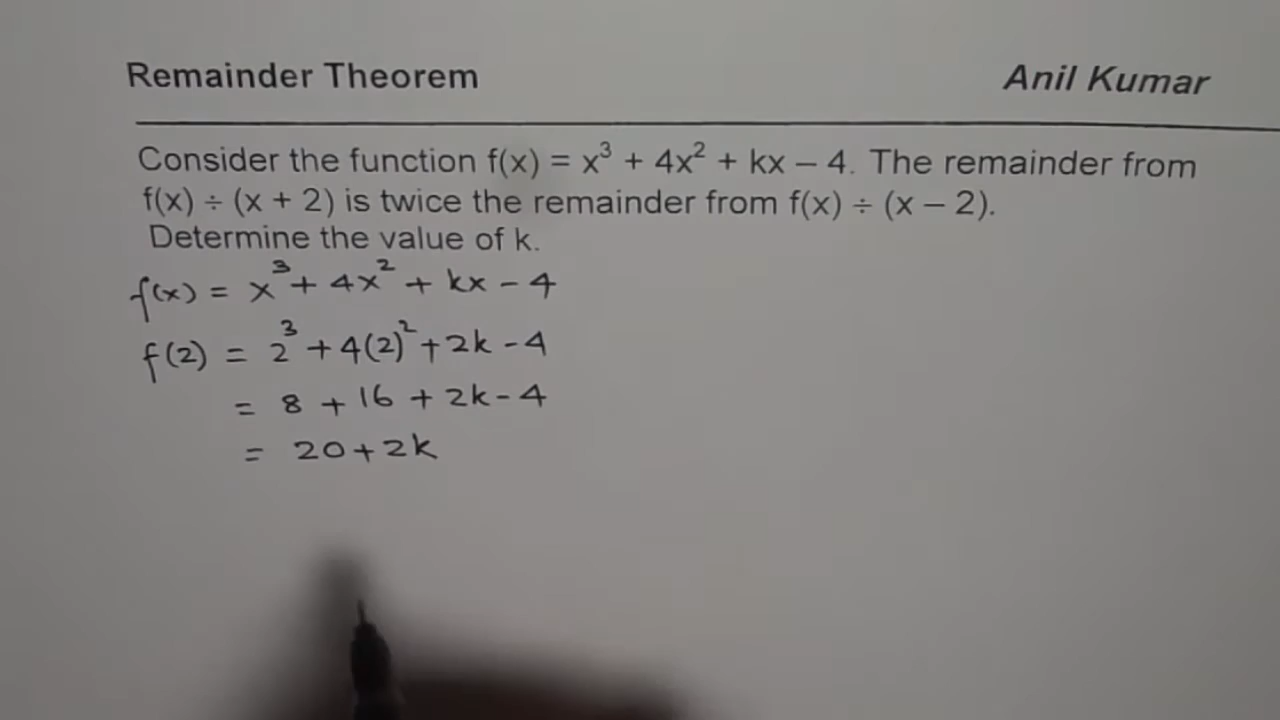 Remainder Theorem Anil Kumar
Consider the function f(x) = x³ + 4x² + kx – 4. The remainder from
f(x) ÷ (x + 2) is twice the remainder from f(x) ÷ (x – 2).
Determine the value of k.
f(x) = x³ + 4x² + kx - 4
f(2) = 2³ + 4(2)² + 2k - 4
= 8 + 16 + 2k - 4
= 20 + 2k